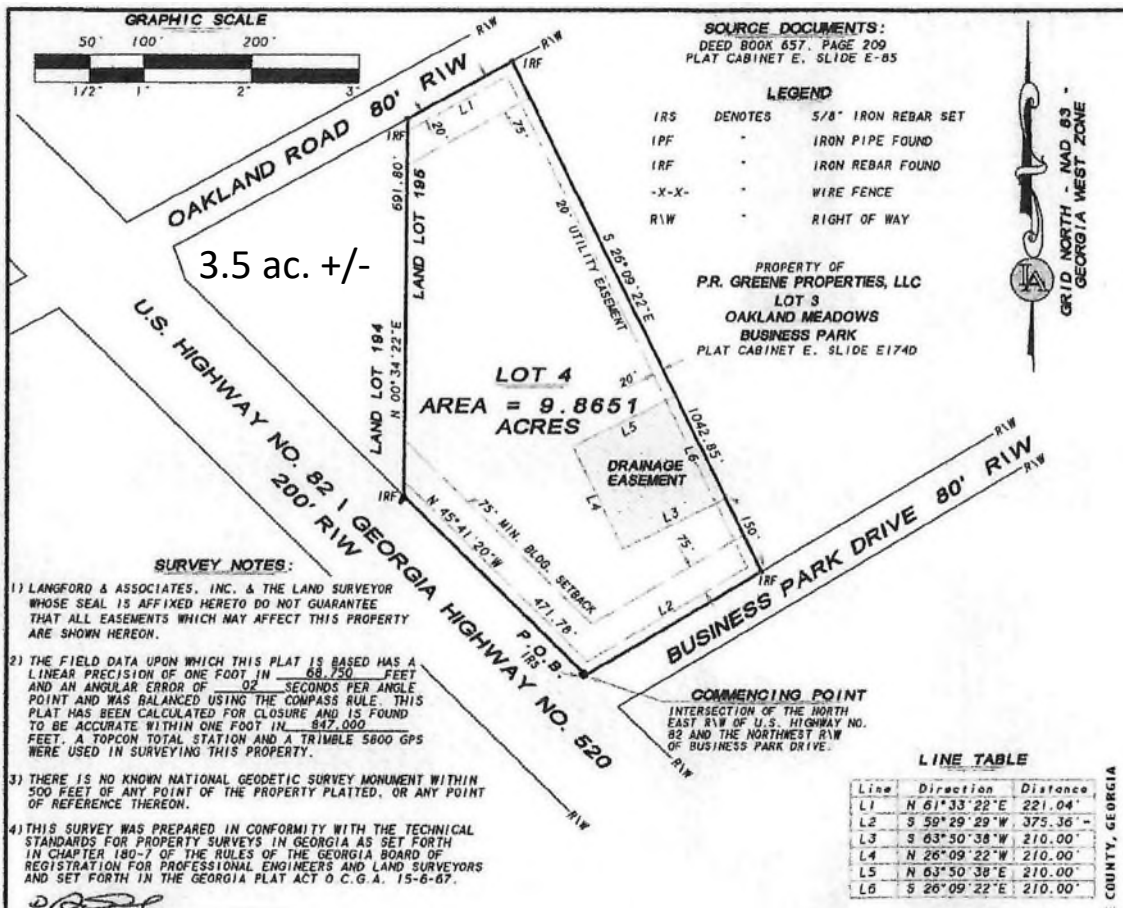 GRAPHIC SCALE
50' 100' 200'
1/2" 1" 2" 3"
SOURCE DOCUMENTS:
DEED BOOK 657, PAGE 209
PLAT CABINET E, SLIDE E-85
LEGEND
IRS DENOTES 5/8" IRON REBAR SET
IPF " IRON PIPE FOUND
IRF " IRON REBAR FOUND
-X-X- " WIRE FENCE
R\W " RIGHT OF WAY
GRID NORTH - NAD 83 -
GEORGIA WEST ZONE
LA
PROPERTY OF
P.R. GREENE PROPERTIES, LLC
LOT 3
OAKLAND MEADOWS
BUSINESS PARK
PLAT CABINET E, SLIDE E174D
OAKLAND ROAD 80' R\W
R\W
R\W
IRF
IRF
L1
20'
75'
691.80'
LAND LOT 195
3.5 ac. +/-
LAND LOT 194
N 00°34'22"E
20' UTILITY EASEMENT
S 26°09'22"E
1042.85'
LOT 4
AREA = 9.8651
ACRES
20'
L5
L6
DRAINAGE
EASEMENT
L4
L3
150'
75'
IRF
U.S. HIGHWAY NO. 82 \ GEORGIA HIGHWAY NO. 520
200' R\W
IRF
N 45°41'20"W
471.78'
75' MIN. BLDG. SETBACK
L2
P.O.B.
IRS
BUSINESS PARK DRIVE 80' R\W
R\W
R\W
R\W
R\W
COMMENCING POINT
INTERSECTION OF THE NORTH
EAST R\W OF U.S. HIGHWAY NO.
82 AND THE NORTHWEST R\W
OF BUSINESS PARK DRIVE.
SURVEY NOTES:
1) LANGFORD & ASSOCIATES, INC. & THE LAND SURVEYOR
WHOSE SEAL IS AFFIXED HERETO DO NOT GUARANTEE
THAT ALL EASEMENTS WHICH MAY AFFECT THIS PROPERTY
ARE SHOWN HEREON.
2) THE FIELD DATA UPON WHICH THIS PLAT IS BASED HAS A
LINEAR PRECISION OF ONE FOOT IN 68,750 FEET
AND AN ANGULAR ERROR OF 02 SECONDS PER ANGLE
POINT AND WAS BALANCED USING THE COMPASS RULE. THIS
PLAT HAS BEEN CALCULATED FOR CLOSURE AND IS FOUND
TO BE ACCURATE WITHIN ONE FOOT IN 847,000
FEET. A TOPCON TOTAL STATION AND A TRIMBLE 5800 GPS
WERE USED IN SURVEYING THIS PROPERTY.
3) THERE IS NO KNOWN NATIONAL GEODETIC SURVEY MONUMENT WITHIN
500 FEET OF ANY POINT OF THE PROPERTY PLATTED, OR ANY POINT
OF REFERENCE THEREON.
4) THIS SURVEY WAS PREPARED IN CONFORMITY WITH THE TECHNICAL
STANDARDS FOR PROPERTY SURVEYS IN GEORGIA AS SET FORTH
IN CHAPTER 180-7 OF THE RULES OF THE GEORGIA BOARD OF
REGISTRATION FOR PROFESSIONAL ENGINEERS AND LAND SURVEYORS
AND SET FORTH IN THE GEORGIA PLAT ACT O.C.G.A. 15-6-67.
LINE TABLE
Line Direction Distance
L1 N 61°33'22"E 221.04'
L2 S 59°29'29"W 375.36'
L3 S 63°50'38"W 210.00'
L4 N 26°09'22"W 210.00'
L5 N 63°50'38"E 210.00'
L6 S 26°09'22"E 210.00'
COUNTY, GEORGIA